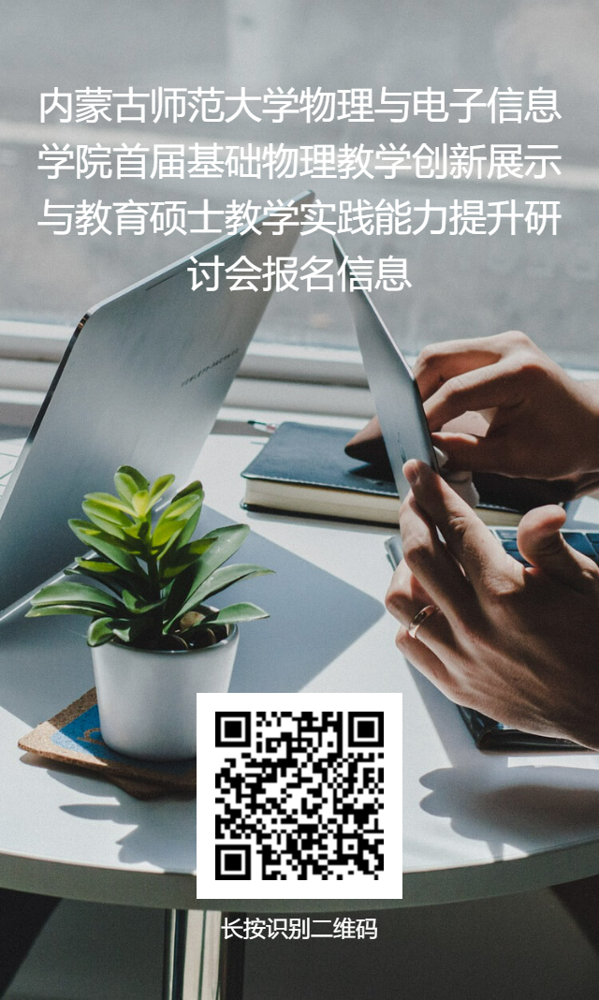 内蒙古师范大学物理与电子信息
学院首届基础物理教学创新展示
与教育硕士教学实践能力提升研
讨会报名信息
长按识别二维码